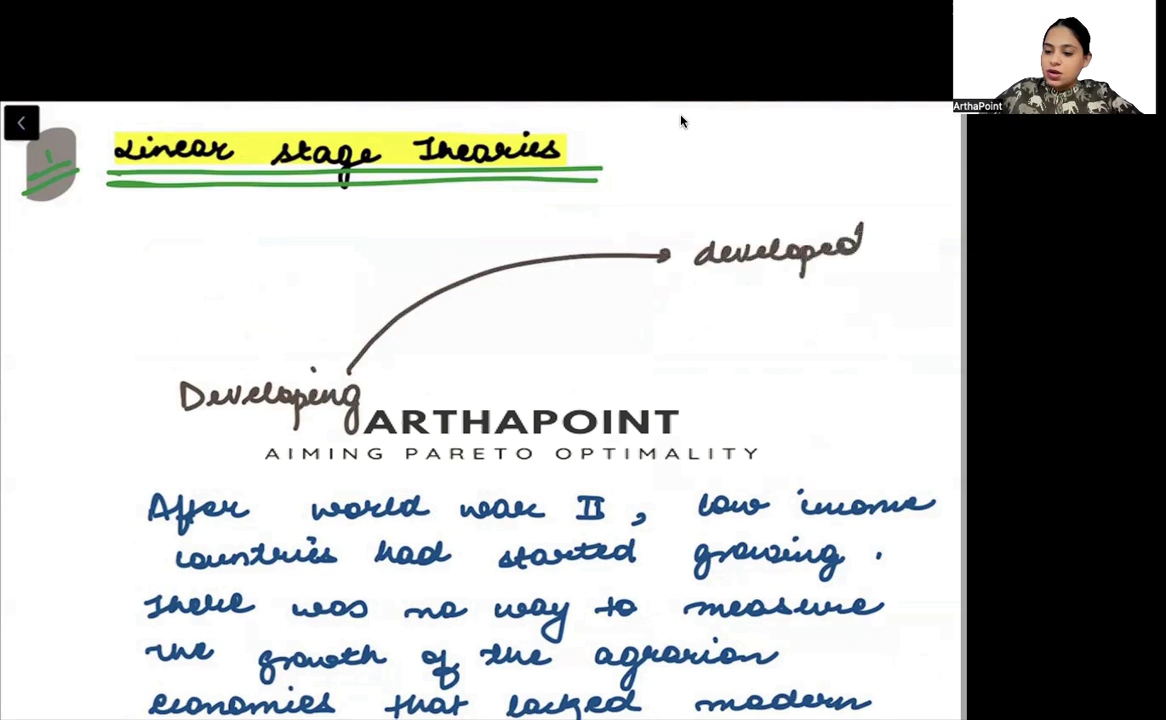 ArthaPoint
1
Linear stage Theories
developed
Developing
ARTHAPOINT
AIMING PARETO OPTIMALITY
After world war II, low income
countries had started growing.
There was no way to measure
the growth of the agrarian
economies that lacked modern